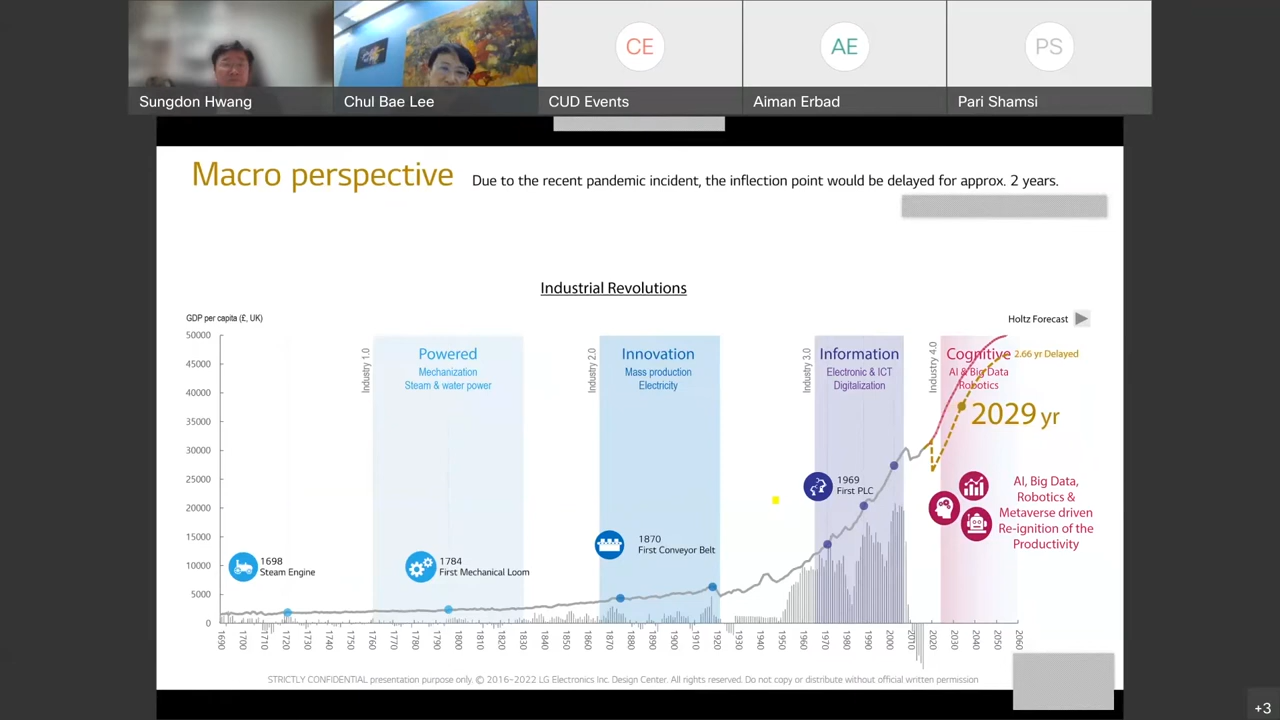 CE
AE
PS
Sungdon Hwang
Chul Bae Lee
CUD Events
Aiman Erbad
Pari Shamsi
Macro perspective
Due to the recent pandemic incident, the inflection point would be delayed for approx. 2 years.
Industrial Revolutions
GDP per capita (£, UK)
Holtz Forecast
50000
45000
40000
35000
30000
25000
20000
15000
10000
5000
0
Industry 1.0
Powered
Mechanization
Steam & water power
Industry 2.0
Innovation
Mass production
Electricity
Industry 3.0
Information
Electronic & ICT
Digitalization
Industry 4.0
Cognitive
2.66 yr Delayed
AI & Big Data
Robotics
2029 yr
1698
Steam Engine
1784
First Mechanical Loom
1870
First Conveyor Belt
1969
First PLC
AI, Big Data,
Robotics &
Metaverse driven
Re-ignition of the
Productivity
1690 1700 1710 1720 1730 1740 1750 1760 1770 1780 1790 1800 1810 1820 1830 1840 1850 1860 1870 1880 1890 1900 1910 1920 1930 1940 1950 1960 1970 1980 1990 2000 2010 2020 2030 2040 2050 2060
STRICTLY CONFIDENTIAL presentation purpose only. © 2016-2022 LG Electronics Inc. Design Center. All rights reserved. Do not copy or distribute without official written permission
+3